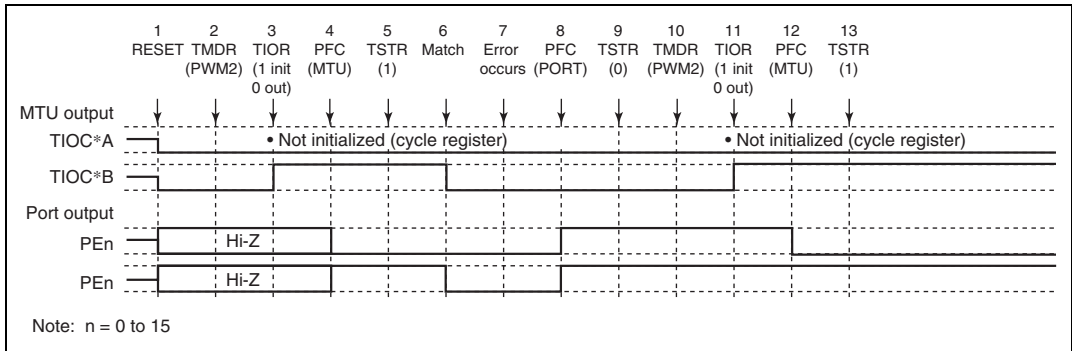 1 2 3 4 5 6 7 8 9 10 11 12 13
RESET TMDR TIOR PFC TSTR Match Error PFC TSTR TMDR TIOR PFC TSTR
(PWM2) (1 init (MTU) (1) occurs (PORT) (0) (PWM2) (1 init (MTU) (1)
0 out) 0 out)
MTU output
TIOC*A • Not initialized (cycle register) • Not initialized (cycle register)
TIOC*B
Port output
PEn Hi-Z
PEn Hi-Z
Note: n = 0 to 15